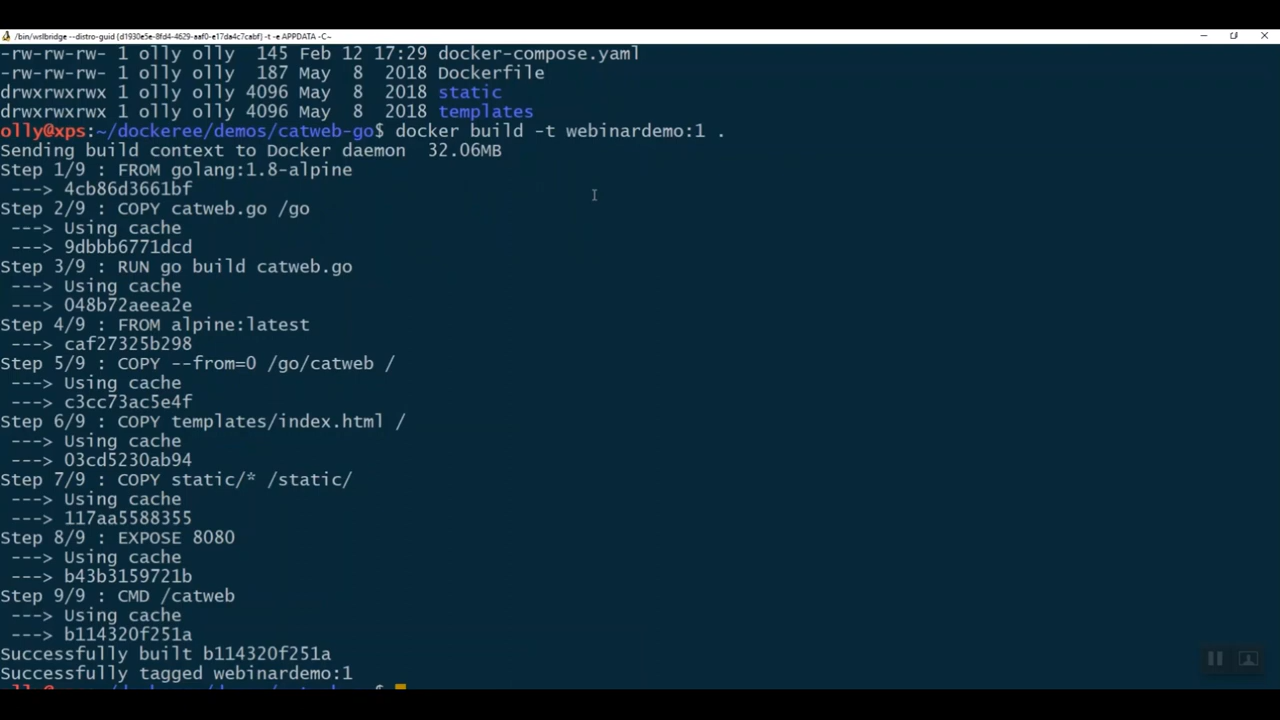 /bin/wslbridge --distro-guid {d1930e5e-8fd4-4629-aaf0-e17da4c7cabf} -t -e APPDATA -C~
-rw-rw-rw- 1 olly olly  145 Feb 12 17:29 docker-compose.yaml
-rw-rw-rw- 1 olly olly  187 May  8  2018 Dockerfile
drwxrwxrwx 1 olly olly 4096 May  8  2018 static
drwxrwxrwx 1 olly olly 4096 May  8  2018 templates
olly@xps:~/dockeree/demos/catweb-go$ docker build -t webinardemo:1 .
Sending build context to Docker daemon  32.06MB
Step 1/9 : FROM golang:1.8-alpine
 ---> 4cb86d3661bf
Step 2/9 : COPY catweb.go /go
 ---> Using cache
 ---> 9dbbb6771dcd
Step 3/9 : RUN go build catweb.go
 ---> Using cache
 ---> 048b72aeea2e
Step 4/9 : FROM alpine:latest
 ---> caf27325b298
Step 5/9 : COPY --from=0 /go/catweb /
 ---> Using cache
 ---> c3cc73ac5e4f
Step 6/9 : COPY templates/index.html /
 ---> Using cache
 ---> 03cd5230ab94
Step 7/9 : COPY static/* /static/
 ---> Using cache
 ---> 117aa5588355
Step 8/9 : EXPOSE 8080
 ---> Using cache
 ---> b43b3159721b
Step 9/9 : CMD /catweb
 ---> Using cache
 ---> b114320f251a
Successfully built b114320f251a
Successfully tagged webinardemo:1